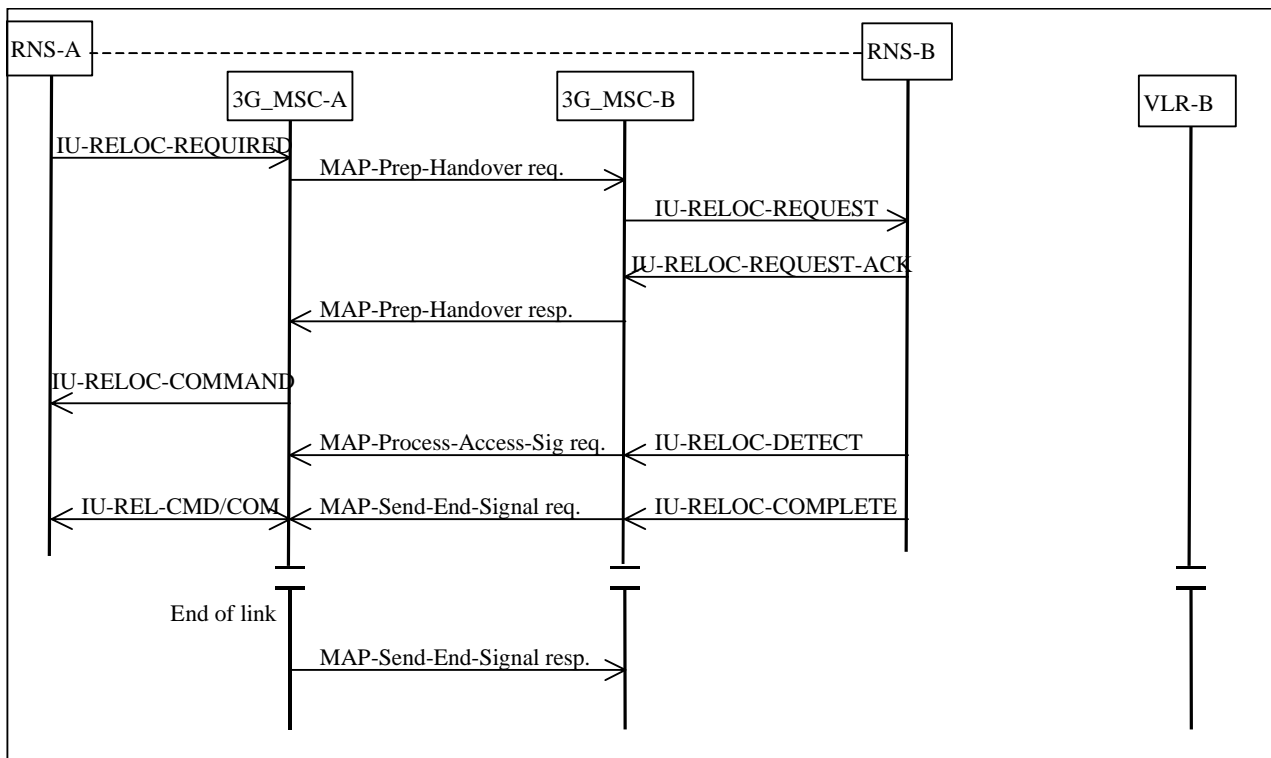 RNS-A
RNS-B
3G_MSC-A
3G_MSC-B
VLR-B
IU-RELOC-REQUIRED
MAP-Prep-Handover req.
IU-RELOC-REQUEST
IU-RELOC-REQUEST-ACK
MAP-Prep-Handover resp.
IU-RELOC-COMMAND
MAP-Process-Access-Sig req.
IU-RELOC-DETECT
IU-REL-CMD/COM
MAP-Send-End-Signal req.
IU-RELOC-COMPLETE
End of link
MAP-Send-End-Signal resp.